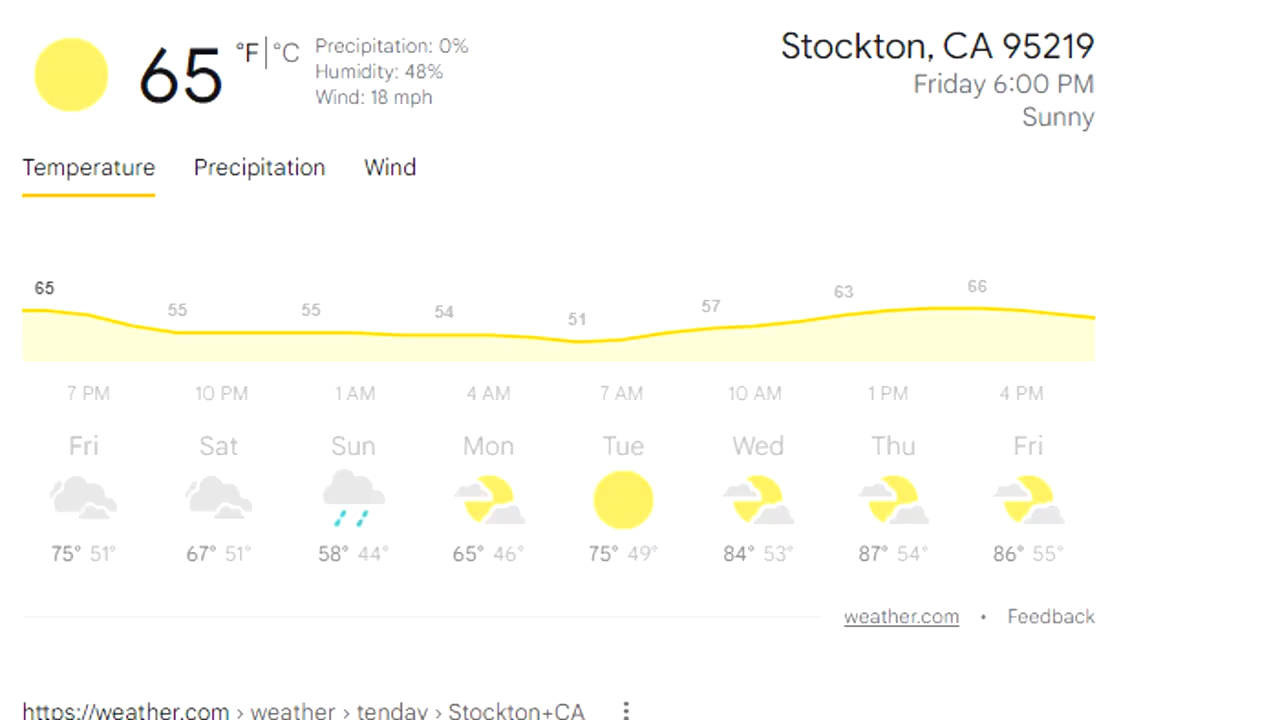 65 °F|°C
Precipitation: 0%
Humidity: 48%
Wind: 18 mph
Stockton, CA 95219
Friday 6:00 PM
Sunny
Temperature Precipitation Wind
65 55 55 54 51 57 63 66
7 PM 10 PM 1 AM 4 AM 7 AM 10 AM 1 PM 4 PM
Fri Sat Sun Mon Tue Wed Thu Fri
75° 51° 67° 51° 58° 44° 65° 46° 75° 49° 84° 53° 87° 54° 86° 55°
weather.com • Feedback
https://weather.com › weather › tenday › Stockton+CA